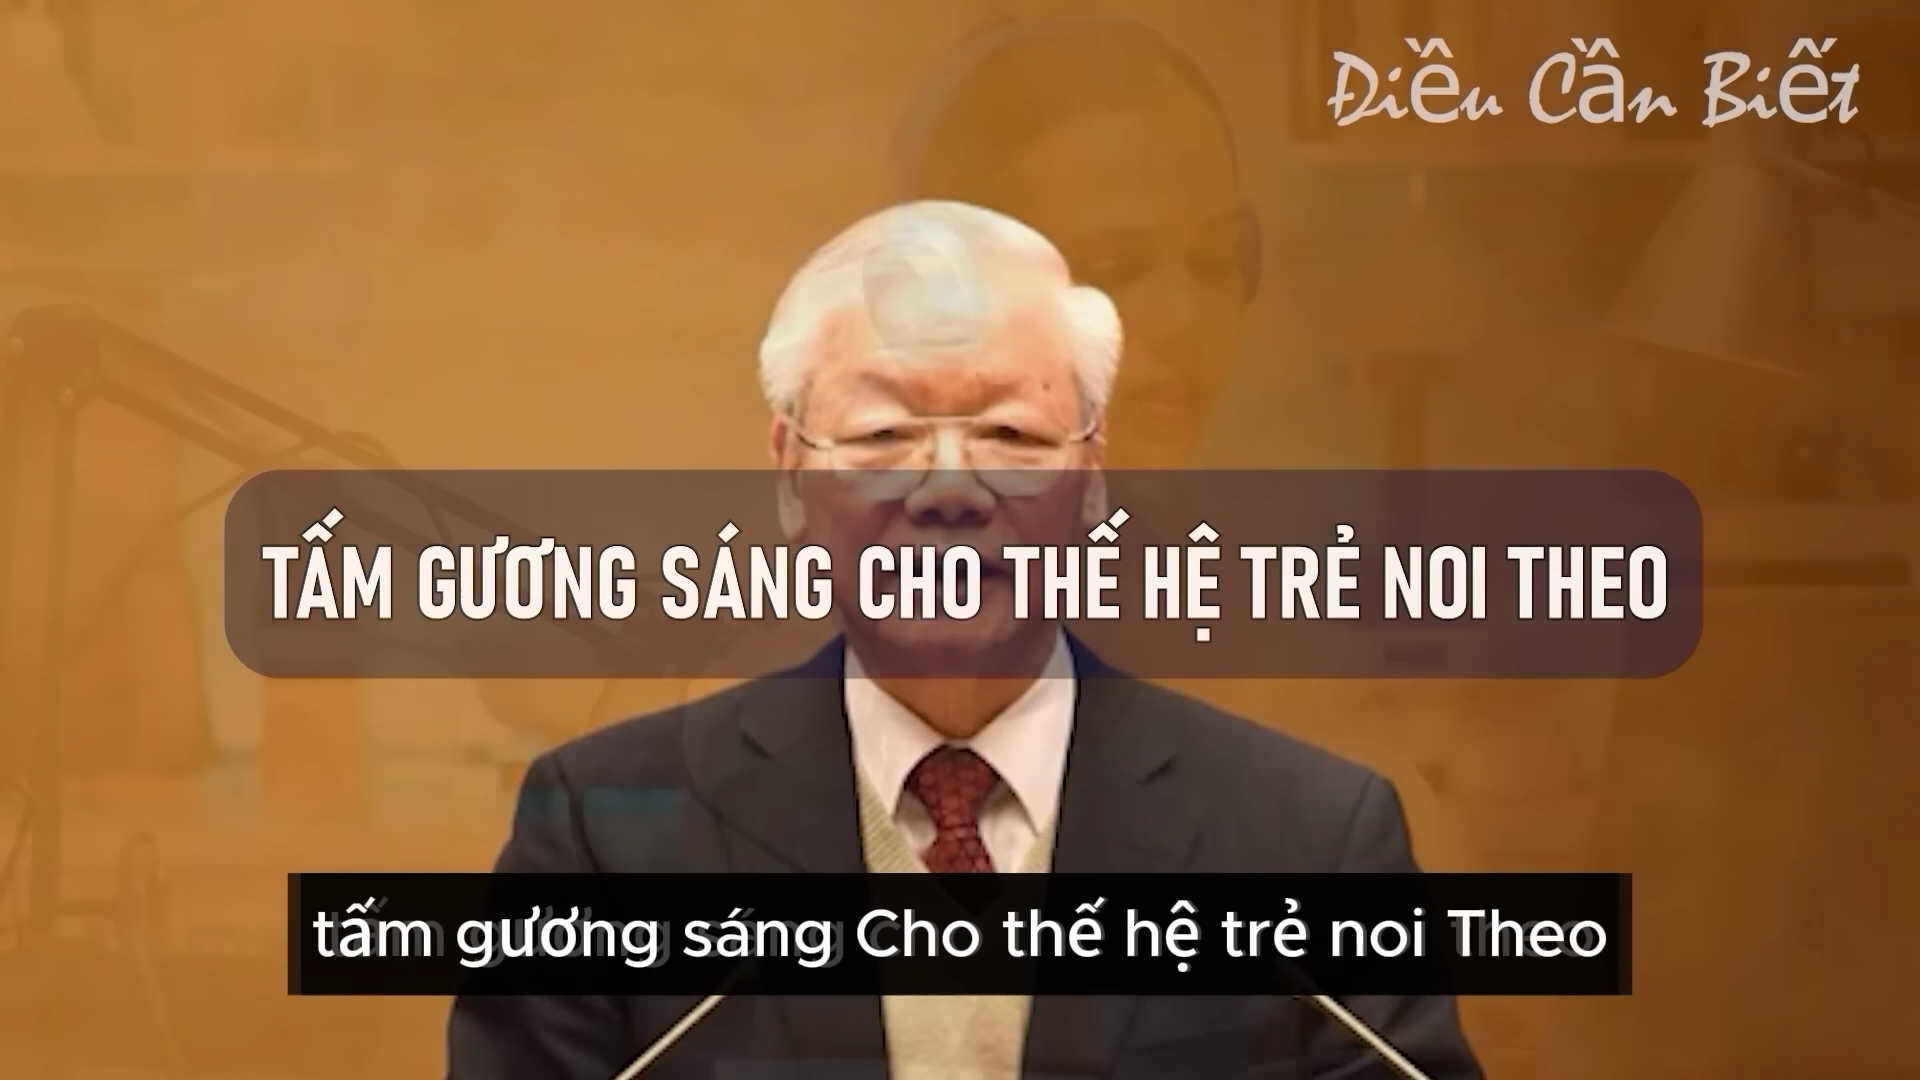 Điều Cần Biết
TẤM GƯƠNG SÁNG CHO THẾ HỆ TRẺ NOI THEO
tấm gương sáng Cho thế hệ trẻ noi Theo